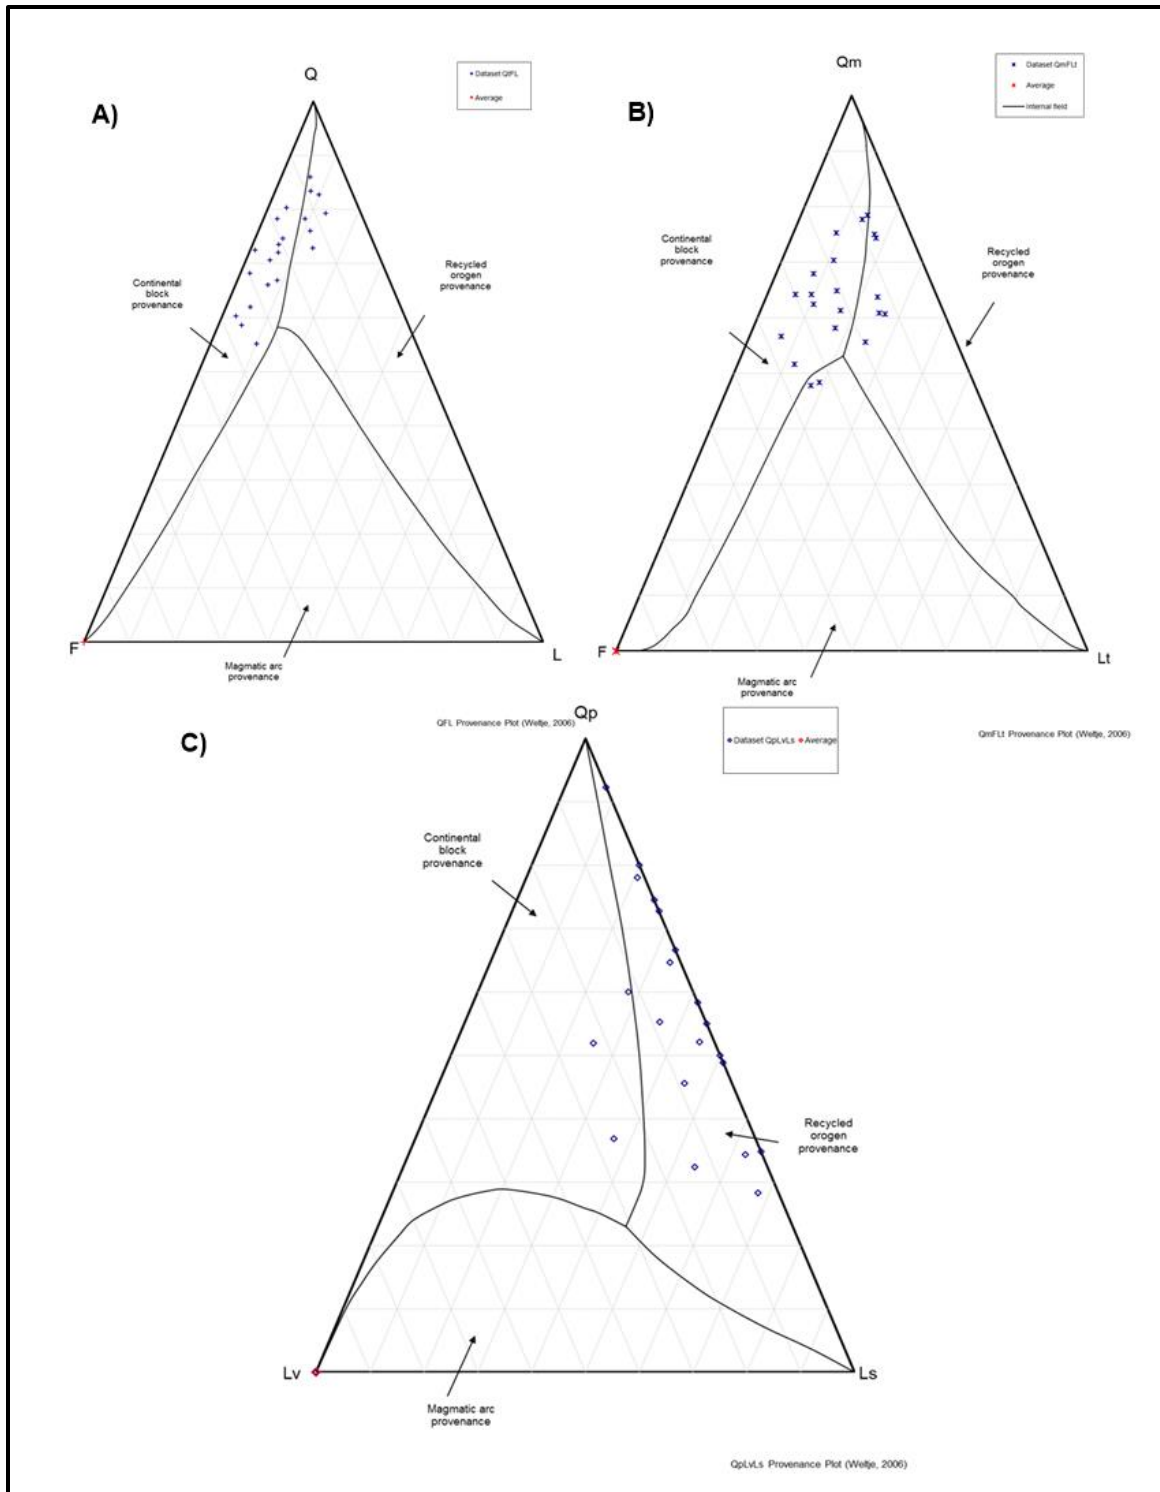 A)
Q
Dataset QtFL
Average
Continental
block
provenance
Recycled
orogen
provenance
F
L
Magmatic arc
provenance
QFL Provenance Plot (Weltje, 2006)
B)
Qm
Dataset QmFLt
Average
Internal field
Continental
block
provenance
Recycled
orogen
provenance
F
Lt
Magmatic arc
provenance
QmFLt Provenance Plot (Weltje, 2006)
C)
Qp
Dataset QpLvLs
Average
Continental
block
provenance
Recycled
orogen
provenance
Lv
Ls
Magmatic arc
provenance
QpLvLs Provenance Plot (Weltje, 2006)